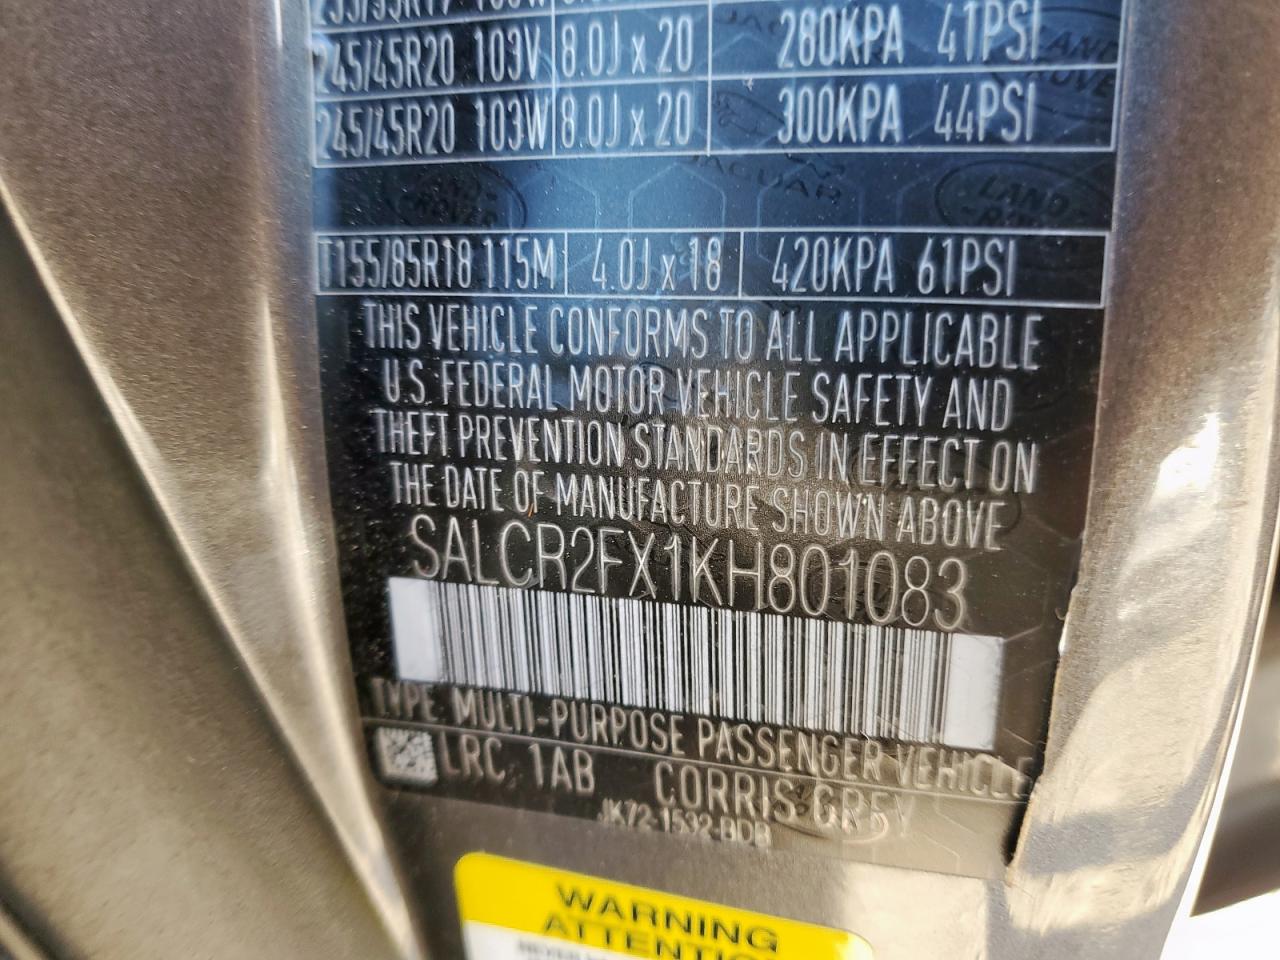 245/45R20 103V 8.0J x 20 280KPA 41PSI
245/45R20 103W 8.0J x 20 300KPA 44PSI
JAGUAR LAND ROVER
T155/85R18 115M 4.0J x 18 420KPA 61PSI
THIS VEHICLE CONFORMS TO ALL APPLICABLE
U.S. FEDERAL MOTOR VEHICLE SAFETY AND
THEFT PREVENTION STANDARDS IN EFFECT ON
THE DATE OF MANUFACTURE SHOWN ABOVE
SALCR2FX1KH801083
TYPE MULTI-PURPOSE PASSENGER VEHICLE
LRC 1AB CORRIS GREY
JK72-1532-BDB
WARNING
ATTENTION